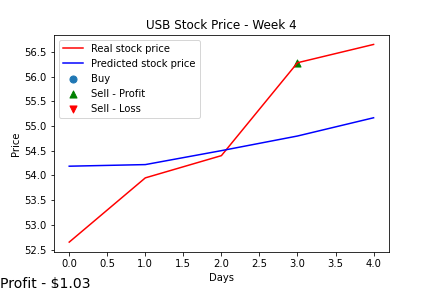 USB Stock Price - Week 4
Real stock price
Predicted stock price
Buy
Sell - Profit
Sell - Loss
Price
56.5
56.0
55.5
55.0
54.5
54.0
53.5
53.0
52.5
0.0 0.5 1.0 1.5 2.0 2.5 3.0 3.5 4.0
Days
Profit - $1.03